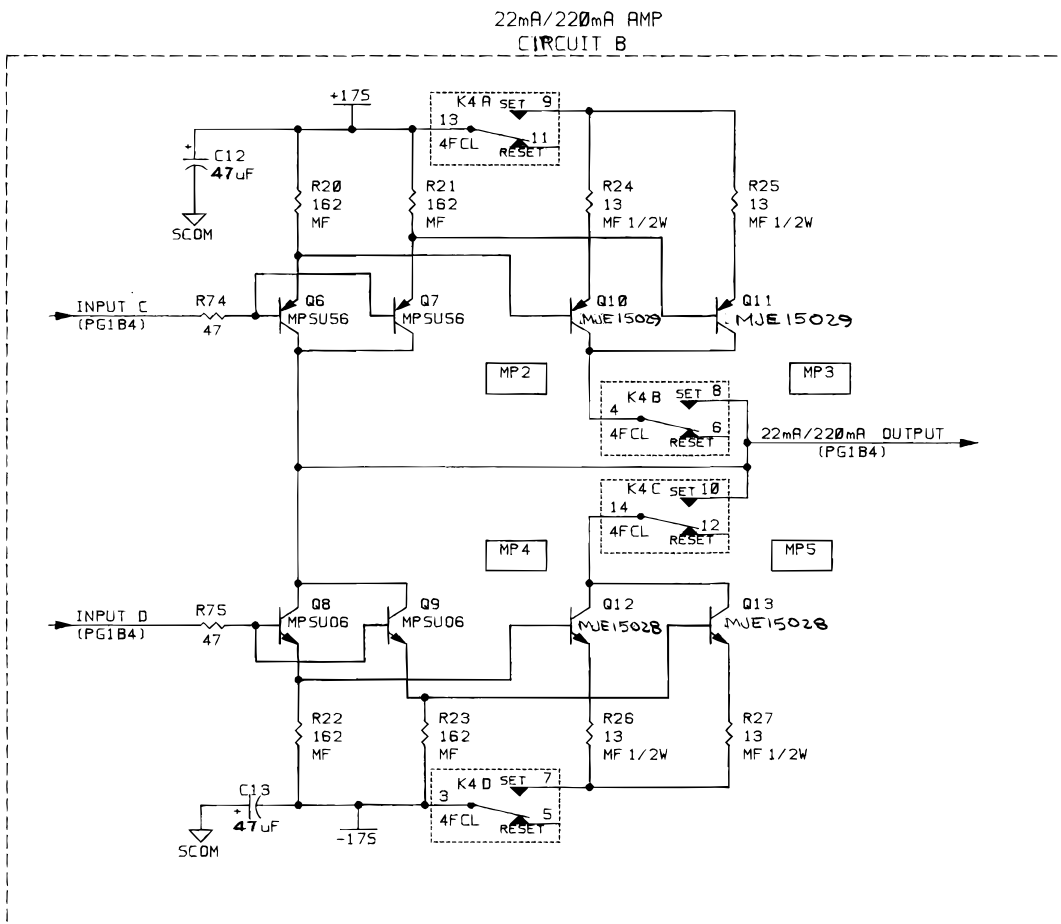 22mA/220mA AMP
CIRCUIT B
+17S
K4A SET 9
13
11
4FCL
RESET
C12
+
47uF
SCOM
R20
162
MF
R21
162
MF
R24
13
MF 1/2W
R25
13
MF 1/2W
INPUT C
(PG1B4)
R74
47
Q6
MPSU56
Q7
MPSU56
Q10
MJE15029
Q11
MJE15029
MP2
MP3
K4B SET 8
4
6
4FCL
RESET
22mA/220mA OUTPUT
(PG1B4)
K4C SET 10
14
12
4FCL
RESET
MP4
MP5
INPUT D
(PG1B4)
R75
47
Q8
MPSU06
Q9
MPSU06
Q12
MJE15028
Q13
MJE15028
R22
162
MF
R23
162
MF
R26
13
MF 1/2W
R27
13
MF 1/2W
K4D SET 7
3
5
4FCL
RESET
C13
+
47uF
SCOM
-17S